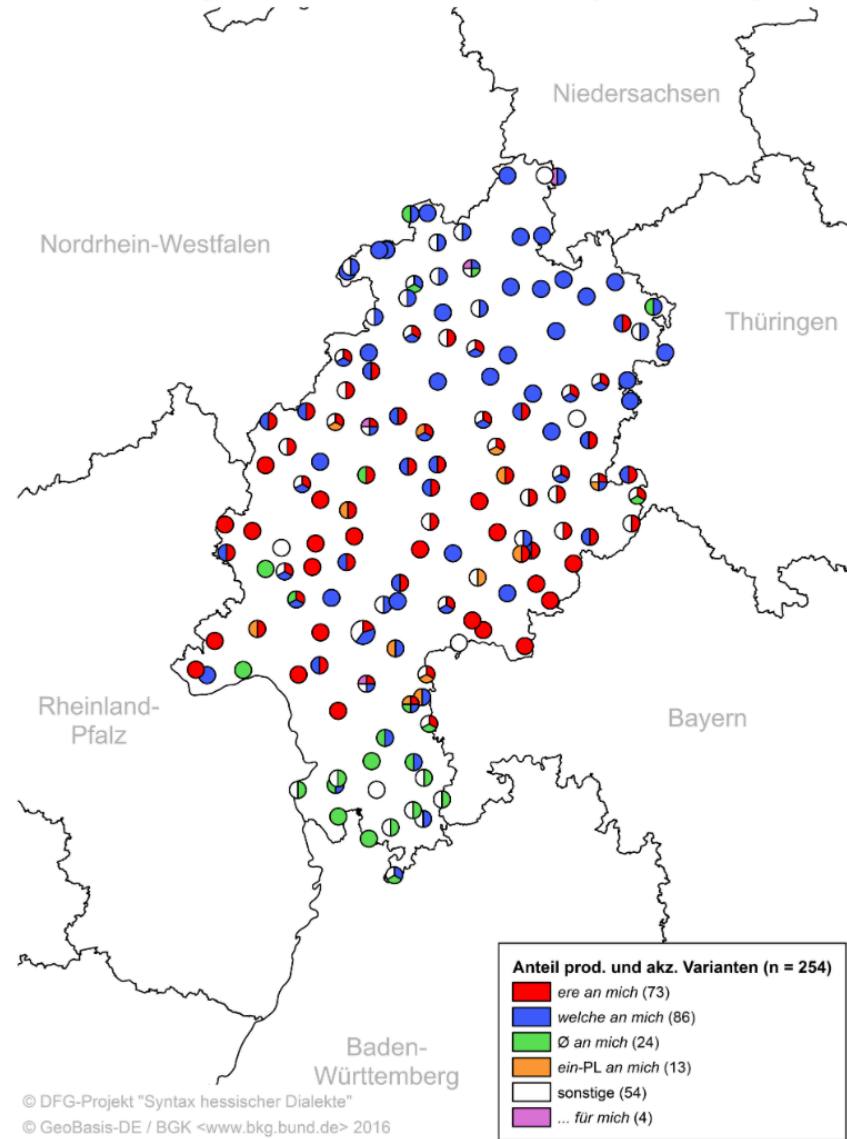 Niedersachsen
Nordrhein-Westfalen
Thüringen
Rheinland-
Pfalz
Bayern
Baden-
Württemberg
Anteil prod. und akz. Varianten (n = 254)
ere an mich (73)
welche an mich (86)
Ø an mich (24)
ein-PL an mich (13)
sonstige (54)
... für mich (4)
© DFG-Projekt "Syntax hessischer Dialekte"
© GeoBasis-DE / BGK <www.bkg.bund.de> 2016